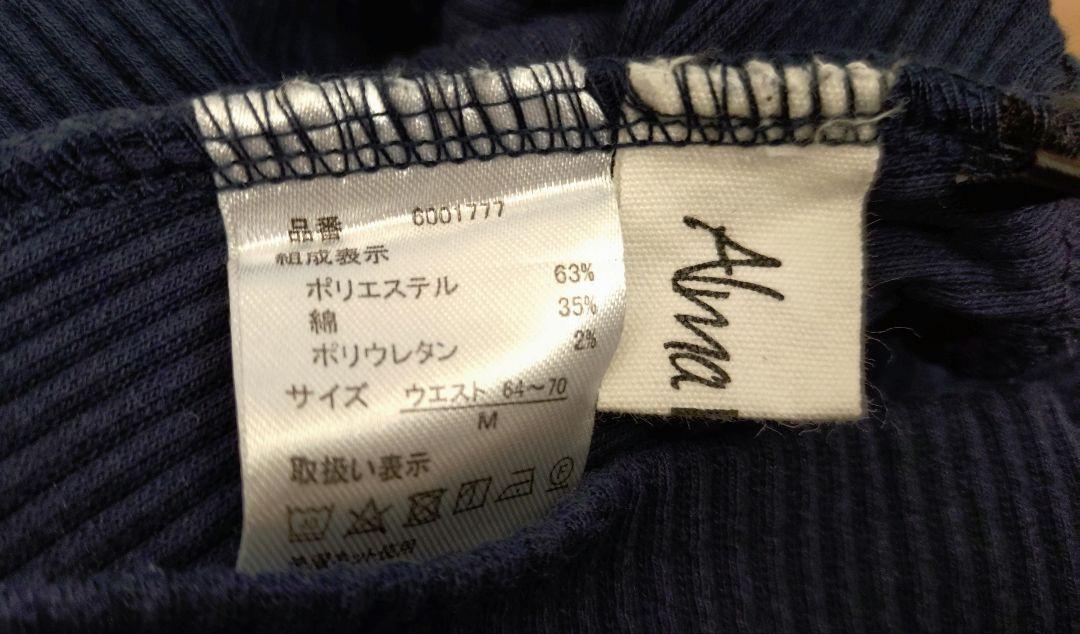 品番 6001777
組成表示
ポリエステル 63%
綿 35%
ポリウレタン 2%
サイズ ウエスト 64〜70
M
取扱い表示
F
Alma